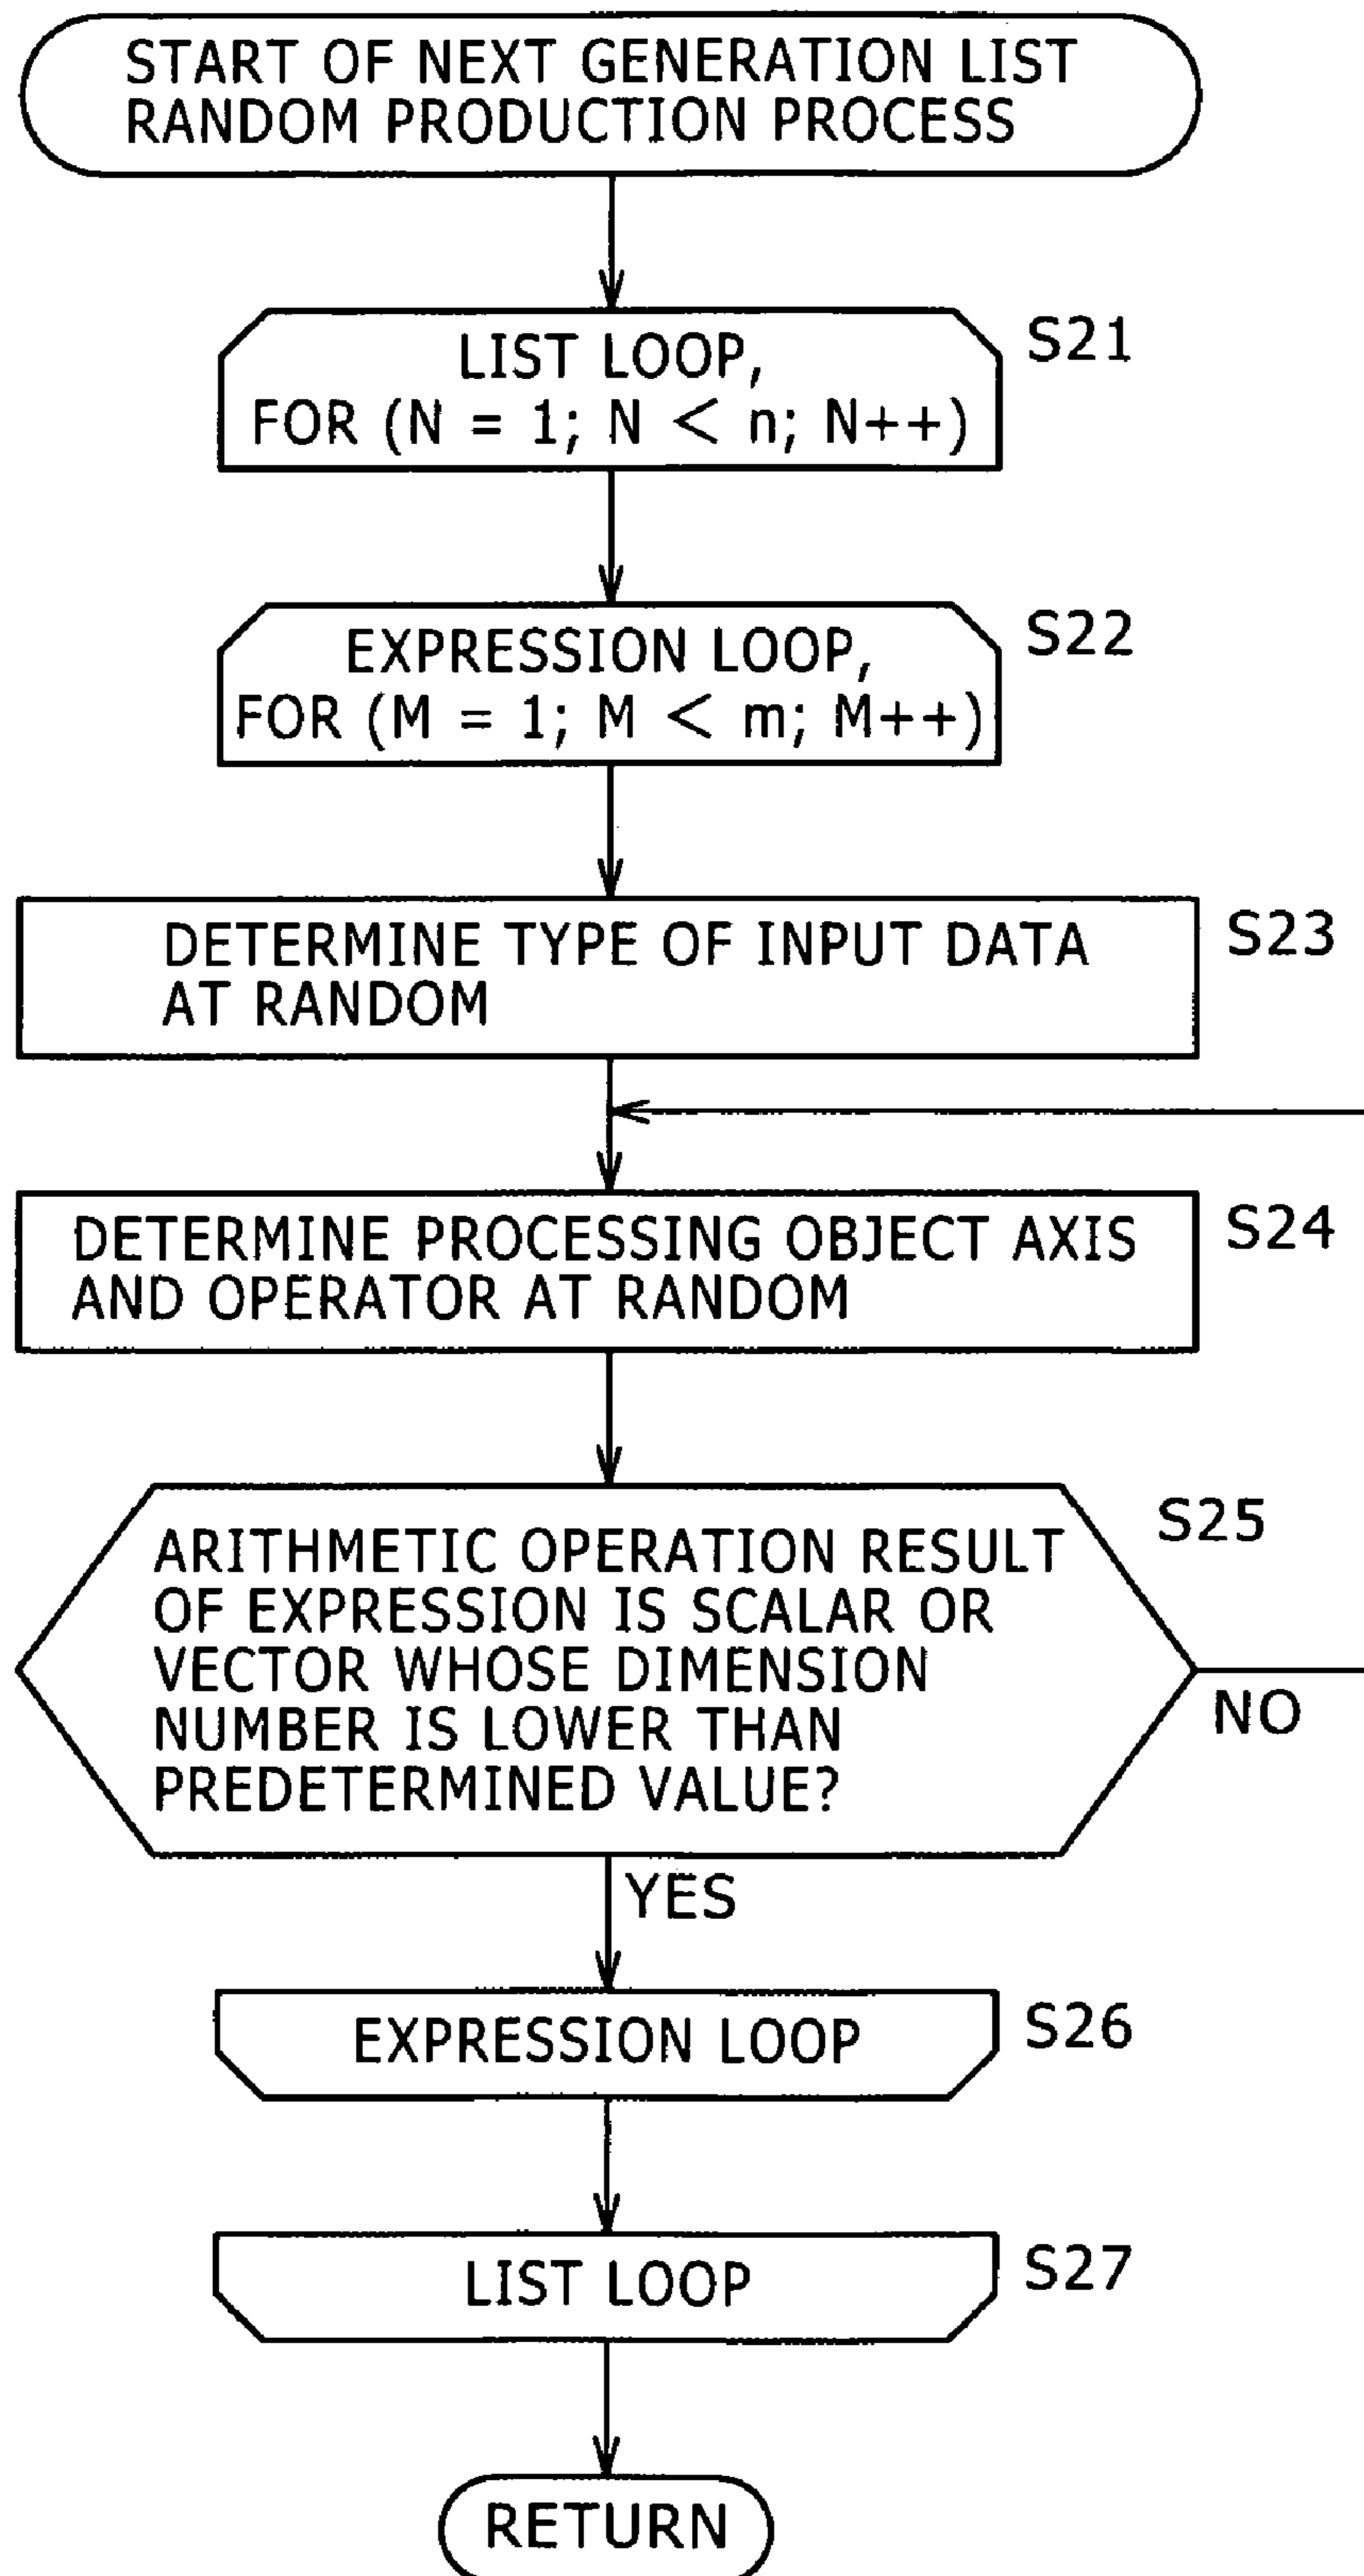 START OF NEXT GENERATION LIST
RANDOM PRODUCTION PROCESS
LIST LOOP,
FOR (N = 1; N < n; N++)
S21
EXPRESSION LOOP,
FOR (M = 1; M < m; M++)
S22
DETERMINE TYPE OF INPUT DATA
AT RANDOM
S23
DETERMINE PROCESSING OBJECT AXIS
AND OPERATOR AT RANDOM
S24
ARITHMETIC OPERATION RESULT
OF EXPRESSION IS SCALAR OR
VECTOR WHOSE DIMENSION
NUMBER IS LOWER THAN
PREDETERMINED VALUE?
S25
NO
YES
EXPRESSION LOOP
S26
LIST LOOP
S27
RETURN